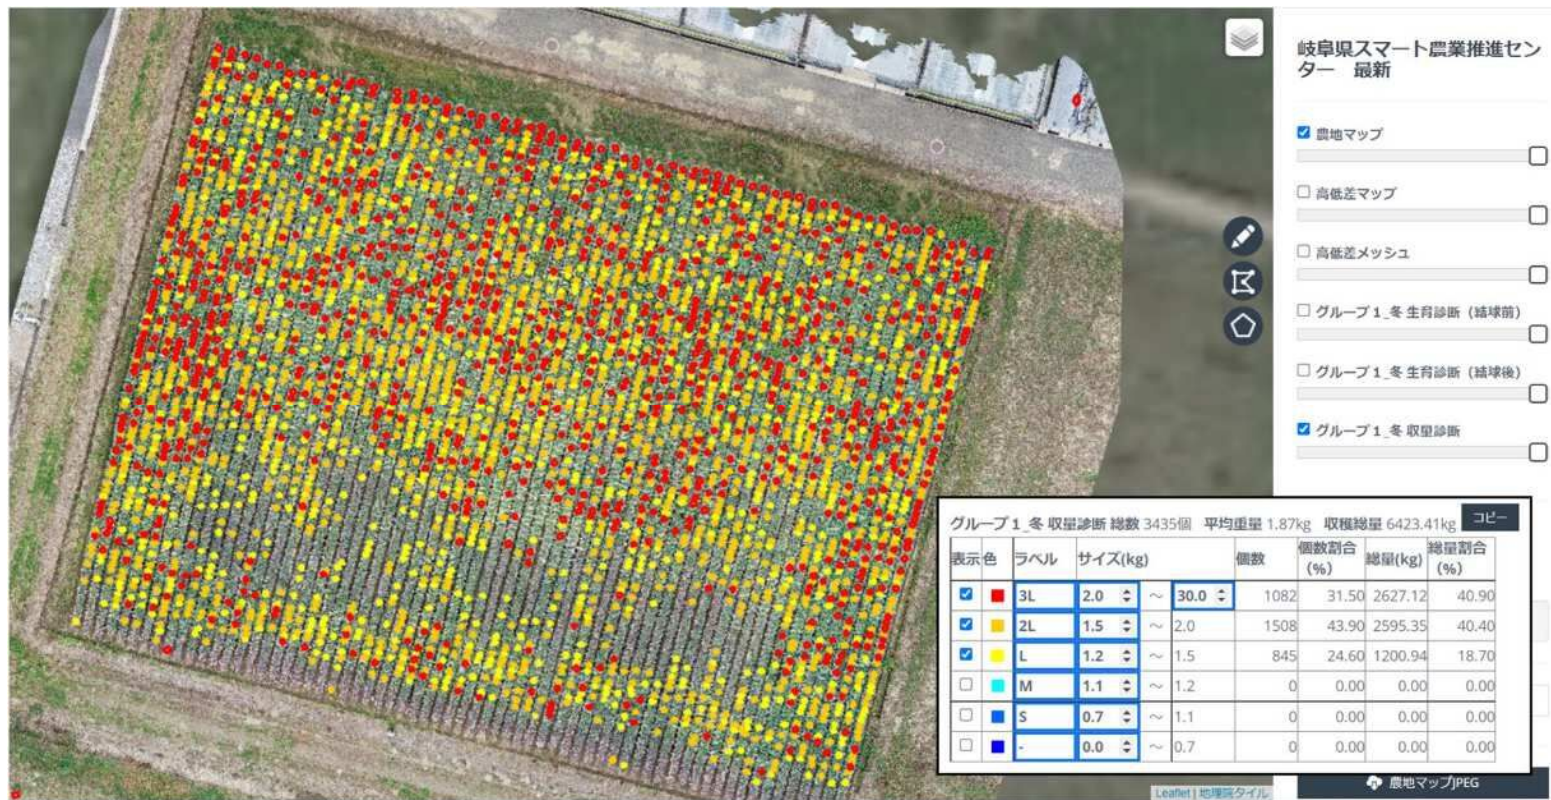 岐阜県スマート農業推進セン
ター 最新
農地マップ
高低差マップ
高低差メッシュ
グループ1_冬 生育診断（結球前）
グループ1_冬 生育診断（結球後）
グループ1_冬 収量診断
グループ1_冬 収量診断 総数 3435個 平均重量 1.87kg 収穫総量 6423.41kg コピー
表示 色 ラベル サイズ(kg) 個数 個数割合(%) 総量(kg) 総量割合(%)
3L 2.0 ～ 30.0 1082 31.50 2627.12 40.90
2L 1.5 ～ 2.0 1508 43.90 2595.35 40.40
L 1.2 ～ 1.5 845 24.60 1200.94 18.70
M 1.1 ～ 1.2 0 0.00 0.00 0.00
S 0.7 ～ 1.1 0 0.00 0.00 0.00
- 0.0 ～ 0.7 0 0.00 0.00 0.00
農地マップJPEG
Leaflet | 地理院タイル